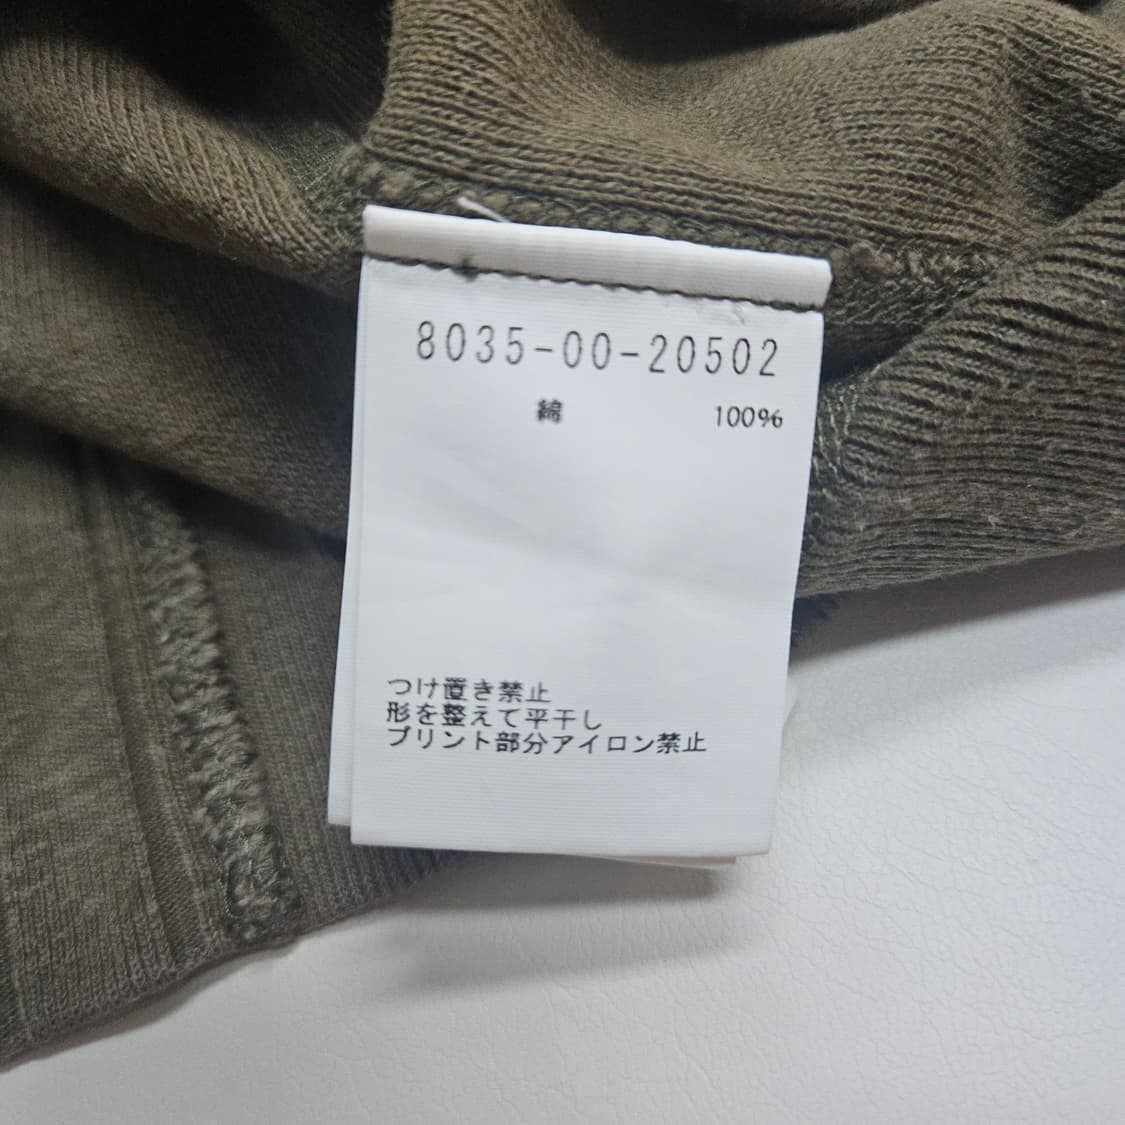 8035-00-20502
綿 100%
つけ置き禁止
形を整えて平干し
プリント部分アイロン禁止